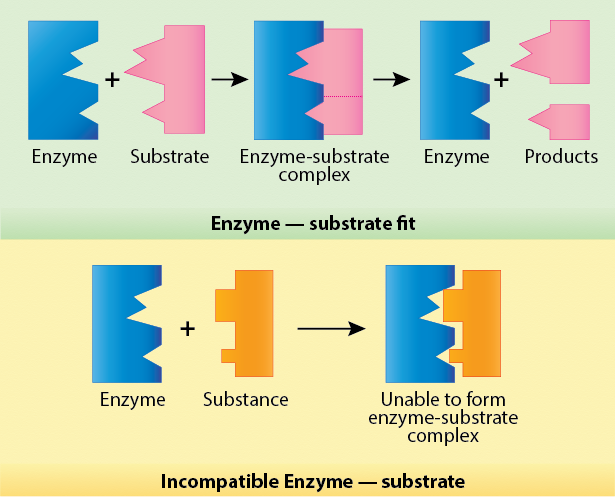 +
+
Enzyme
Substrate
Enzyme-substrate
complex
Enzyme
Products
Enzyme — substrate fit
+
Enzyme
Substance
Unable to form
enzyme-substrate
complex
Incompatible Enzyme — substrate